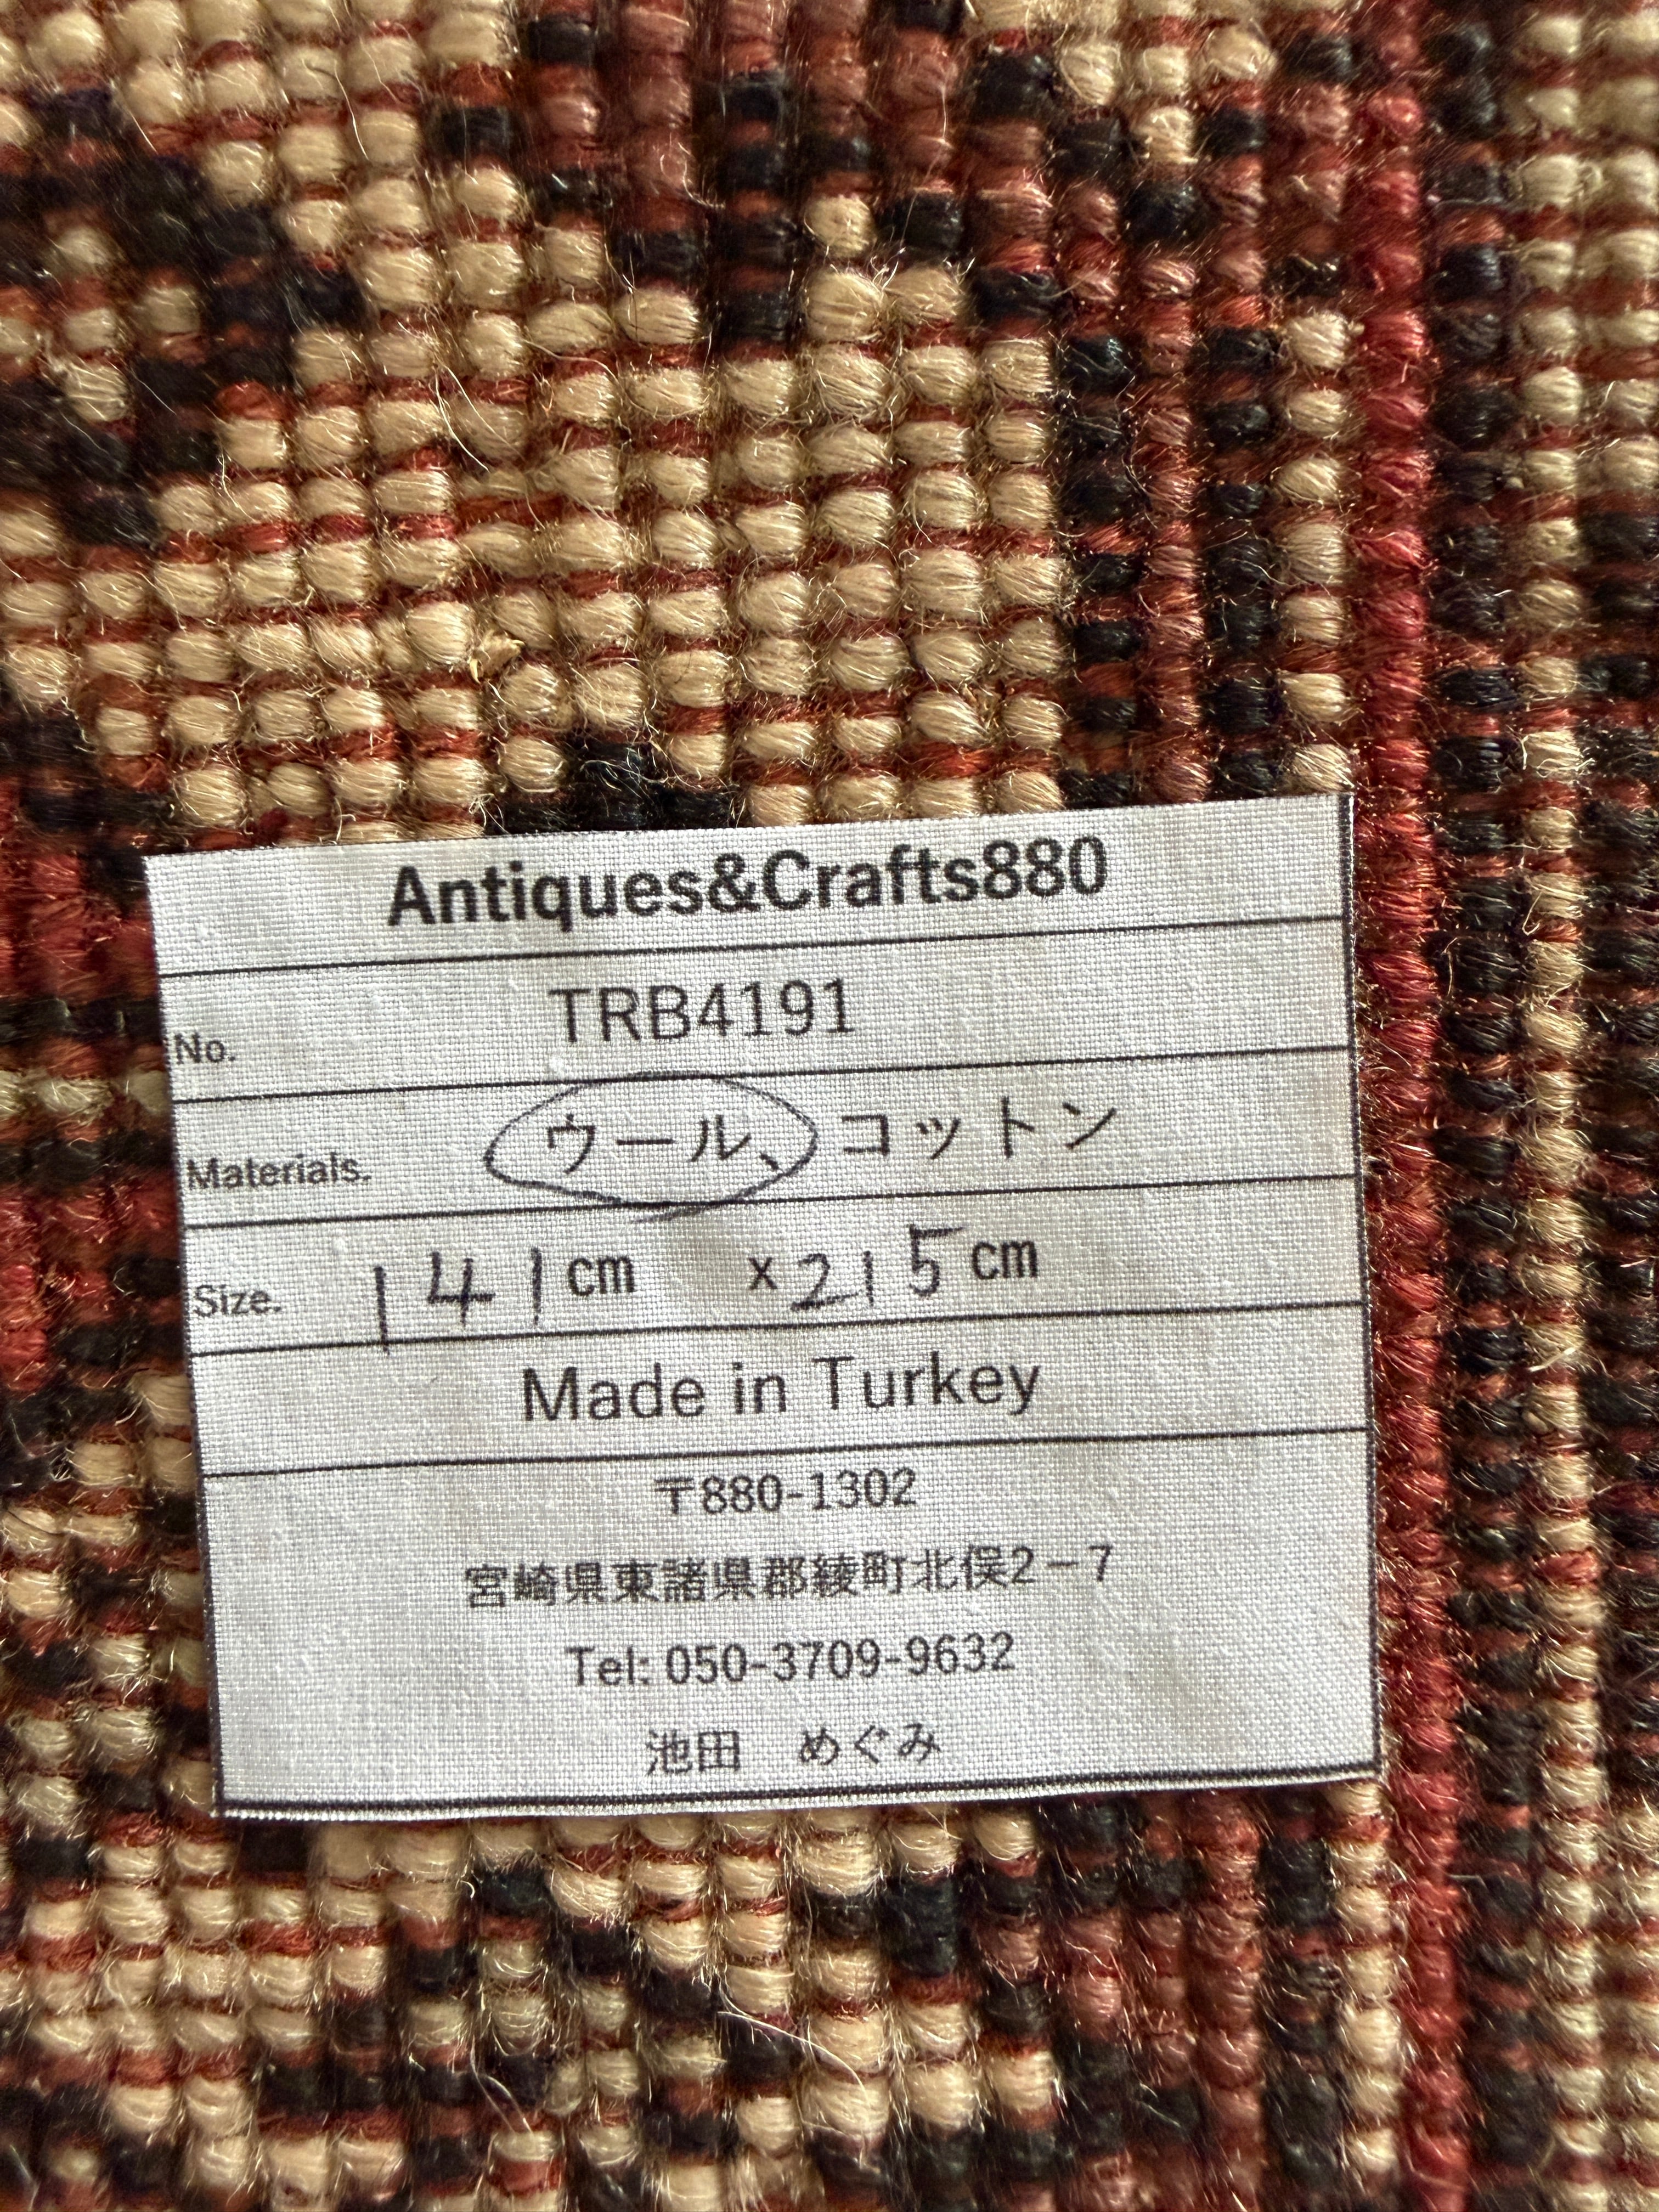 Antiques&Crafts880
No. TRB4191
Materials. ウール、コットン
Size. 141cm x215cm
Made in Turkey
〒880-1302
宮崎県東諸県郡綾町北俣2－7
Tel: 050-3709-9632
池田　めぐみ